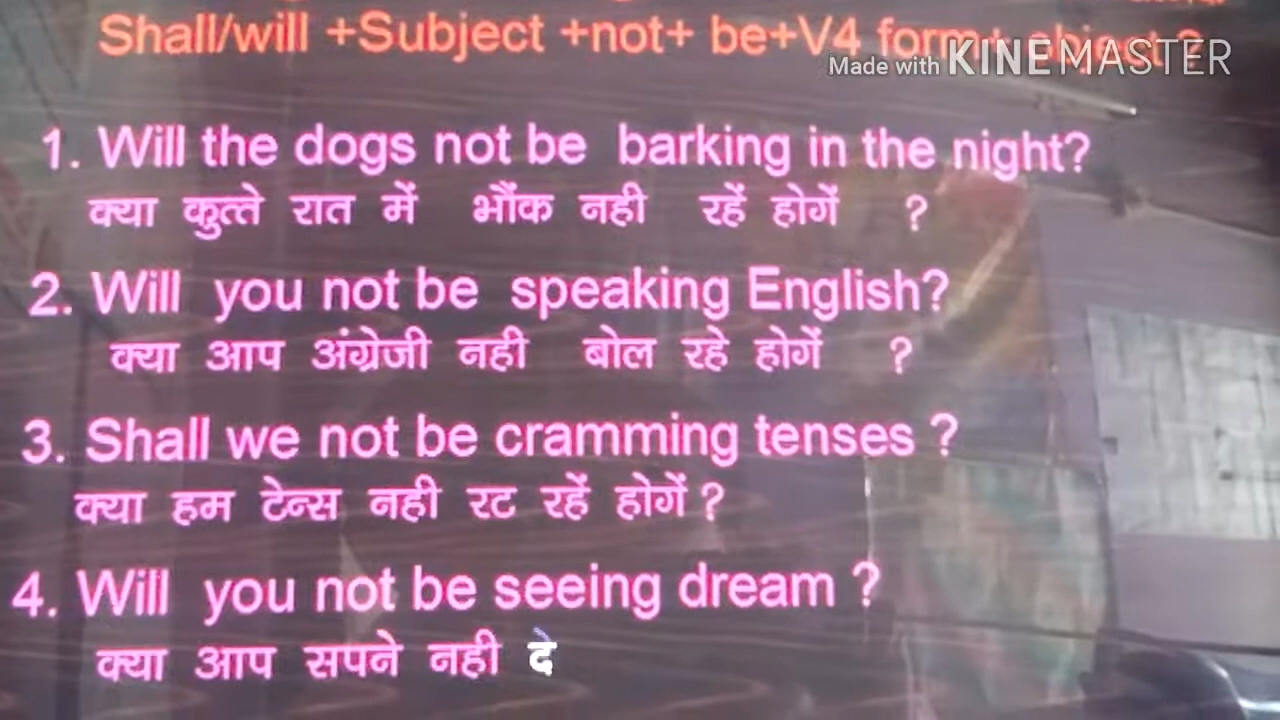 Shall/will +Subject +not+ be+V4 form+ object ?
Made with KINEMASTER
1. Will the dogs not be barking in the night?
क्या कुत्ते रात में भौंक नही रहें होगें ?
2. Will you not be speaking English?
क्या आप अंग्रेजी नही बोल रहे होगें ?
3. Shall we not be cramming tenses ?
क्या हम टेन्स नही रट रहें होगें ?
4. Will you not be seeing dream ?
क्या आप सपने नही दे